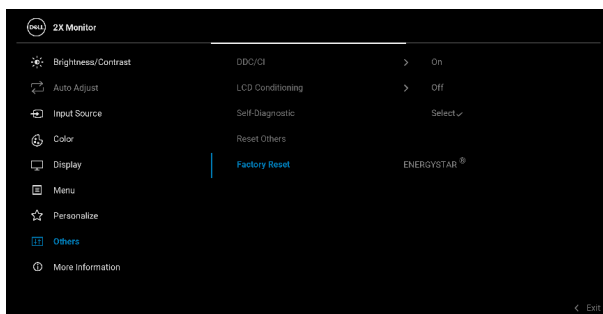 DELL 2X Monitor
Brightness/Contrast DDC/CI > On
Auto Adjust LCD Conditioning > Off
Input Source Self-Diagnostic Select ✓
Color Reset Others
Display Factory Reset ENERGYSTAR ®
Menu
Personalize
Others
More Information
< Exit